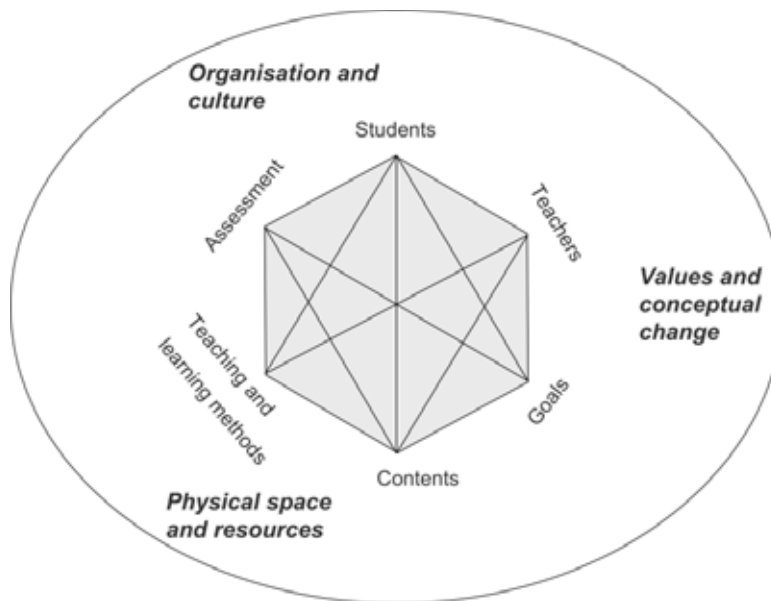 Organisation and
culture
Students
Assessment
Teachers
Values and
conceptual
change
Teaching and
learning methods
Goals
Contents
Physical space
and resources